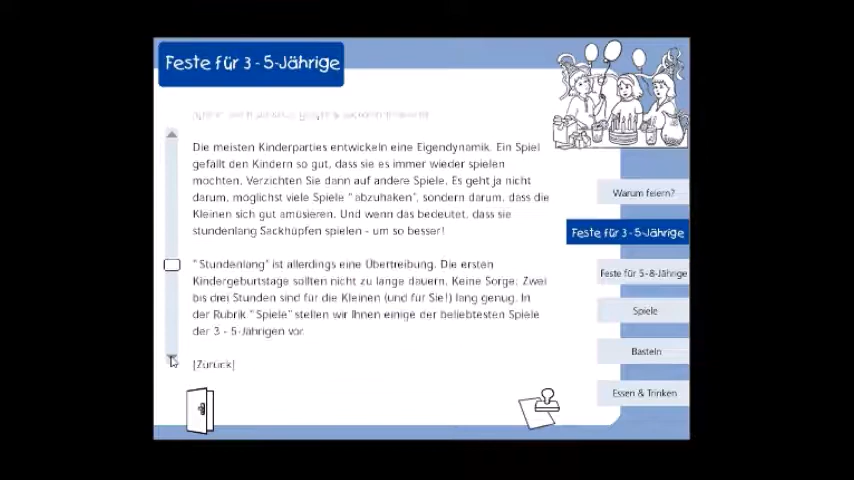 Feste für 3 - 5-Jährige
Die meisten Kinderparties entwickeln eine Eigendynamik. Ein Spiel
gefällt den Kindern so gut, dass sie es immer wieder spielen
möchten. Verzichten Sie dann auf andere Spiele. Es geht ja nicht
darum, möglichst viele Spiele "abzuhaken", sondern darum, dass die
Kleinen sich gut amüsieren. Und wenn das bedeutet, dass sie
stundenlang Sackhüpfen spielen - um so besser!
"Stundenlang" ist allerdings eine Übertreibung. Die ersten
Kindergeburtstage sollten nicht zu lange dauern. Keine Sorge: Zwei
bis drei Stunden sind für die Kleinen (und für Sie!) lang genug. In
der Rubrik "Spiele" stellen wir Ihnen einige der beliebtesten Spiele
der 3 - 5-Jährigen vor.
[Zurück]
Warum feiern?
Feste für 3-5-Jährige
Feste für 5-8-Jährige
Spiele
Basteln
Essen & Trinken